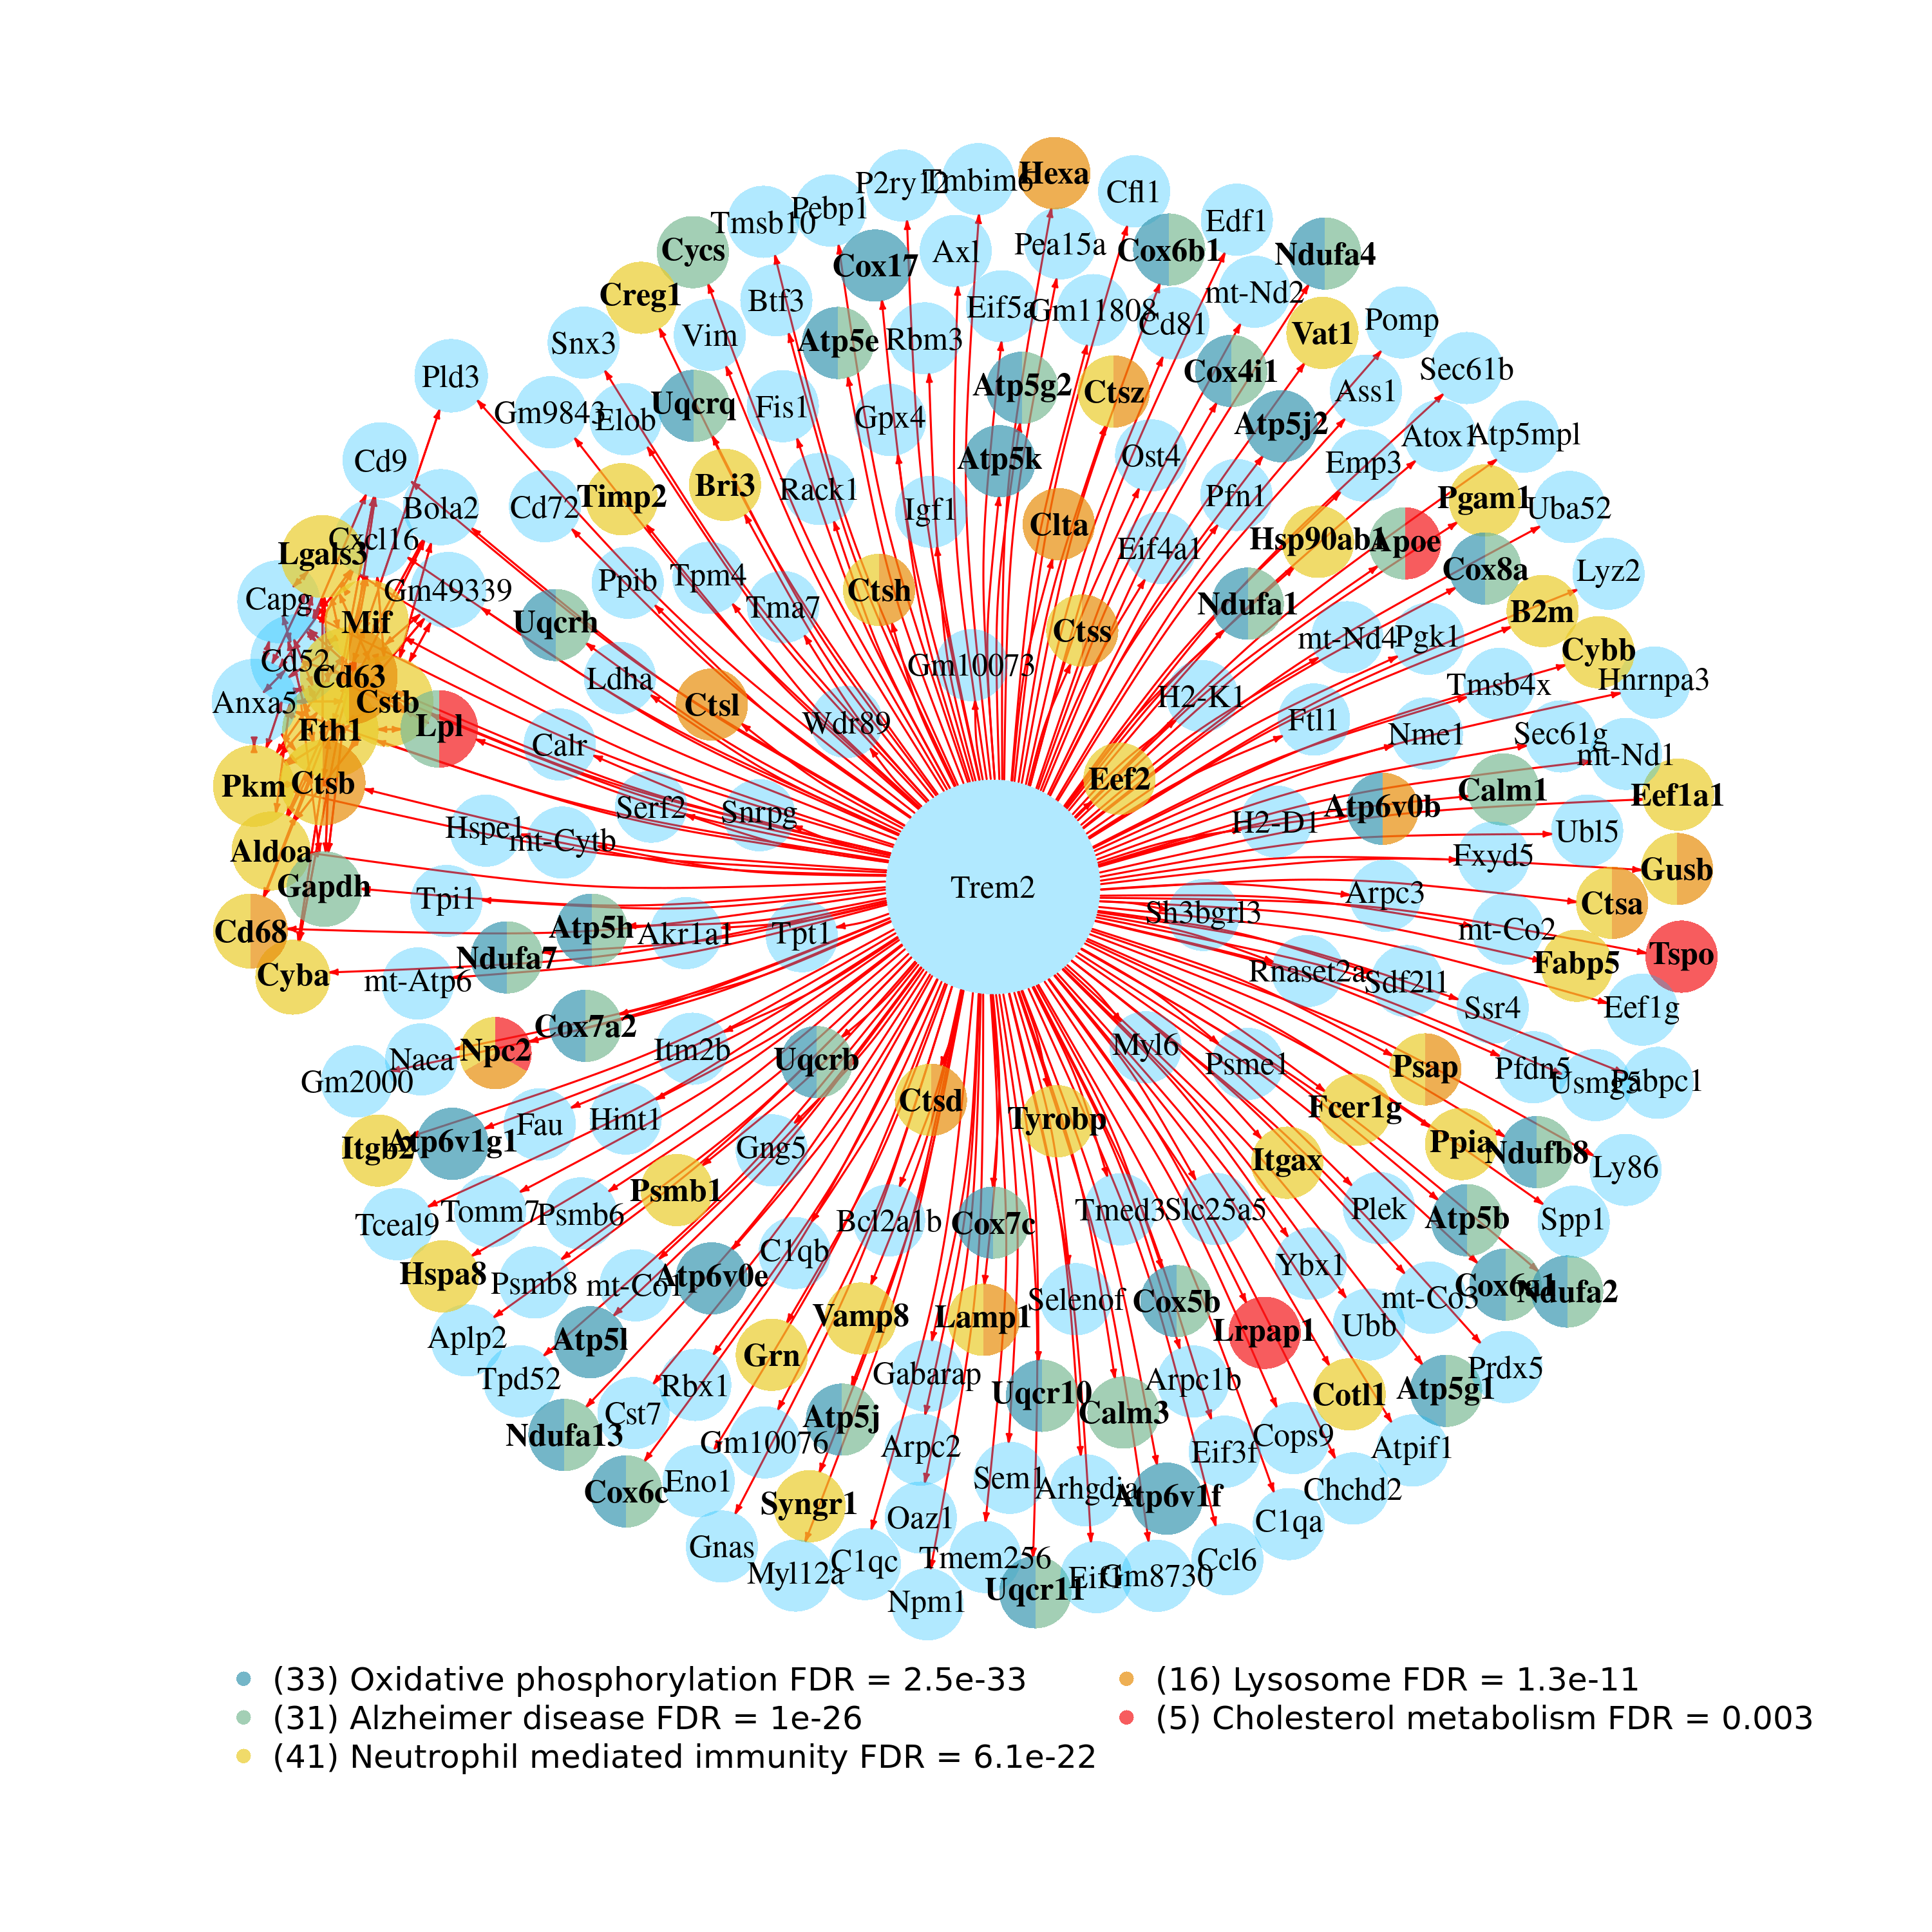 Hexa
P2ry12
Tmbim6
Cfl1
Pebp1
Tmsb10
Edf1
Cycs
Axl
Pea15a
Cox6b1
Ndufa4
Cox17
Creg1
Btf3
mt-Nd2
Eif5a
Gm11808
Cd81
Vat1
Pomp
Snx3
Vim
Atp5e
Rbm3
Pld3
Sec61b
Cox4i1
Atp5g2
Ctsz
Ass1
Gm9843
Elob
Uqcrq
Fis1
Gpx4
Atp5j2
Atox1
Atp5mpl
Cd9
Atp5k
Ost4
Emp3
Bola2
Cd72
Timp2
Bri3
Rack1
Igf1
Pfn1
Pgam1
Uba52
Clta
Cxcl16
Lgals3
Eif4a1
Hsp90ab1
Apoe
Cox8a
Lyz2
Capg
Gm49339
Ppib
Tpm4
Tma7
Ctsh
Ndufa1
B2m
Mif
Uqcrh
Ctss
mt-Nd4
Pgk1
Cybb
Cd52
Cd63
Ldha
Gm10073
Tmsb4x
Hnrnpa3
Anxa5
Cstb
Ctsl
H2-K1
Fth1
Lpl
Calr
Wdr89
Ftl1
Nme1
Sec61g
mt-Nd1
Pkm
Ctsb
Eef2
Calm1
Eef1a1
Serf2
Snrpg
H2-D1
Atp6v0b
Ubl5
Hspe1
mt-Cytb
Aldoa
Fxyd5
Gusb
Gapdh
Trem2
Tpi1
Arpc3
Ctsa
Cd68
Atp5h
Akr1a1
Tpt1
Sh3bgrl3
mt-Co2
Cyba
mt-Atp6
Ndufa7
Rnaset2a
Sdf2l1
Fabp5
Tspo
Ssr4
Eef1g
Cox7a2
Naca
Npc2
Itm2b
Uqcrb
Myl6
Psme1
Psap
Pfdn5
Usmg5
Pabpc1
Gm2000
Fau
Hint1
Ctsd
Tyrobp
Fcer1g
Itgb2
Atp6v1g1
Gng5
Itgax
Ppia
Ndufb8
Ly86
Psmb1
Tceal9
Tomm7
Psmb6
Bcl2a1b
Cox7c
Tmed3
Slc25a5
Plek
Atp5b
Spp1
C1qb
Ybx1
Hspa8
Psmb8
mt-Co1
Atp6v0e
Selenof
Cox5b
mt-Co3
Cox6a1
Ndufa2
Aplp2
Atp5l
Vamp8
Lamp1
Lrpap1
Ubb
Grn
Tpd52
Rbx1
Gabarap
Uqcr10
Arpc1b
Cotl1
Atp5g1
Prdx5
Cst7
Atp5j
Calm3
Ndufa13
Gm10076
Arpc2
Eif3f
Cops9
Atpif1
Cox6c
Eno1
Syngr1
Sem1
Arhgdia
Atp6v1f
Chchd2
Oaz1
C1qa
Gnas
Myl12a
C1qc
Tmem256
Ccl6
Npm1
Uqcr11
Eif1
Gm8730
(33) Oxidative phosphorylation FDR = 2.5e-33
(31) Alzheimer disease FDR = 1e-26
(41) Neutrophil mediated immunity FDR = 6.1e-22
(16) Lysosome FDR = 1.3e-11
(5) Cholesterol metabolism FDR = 0.003